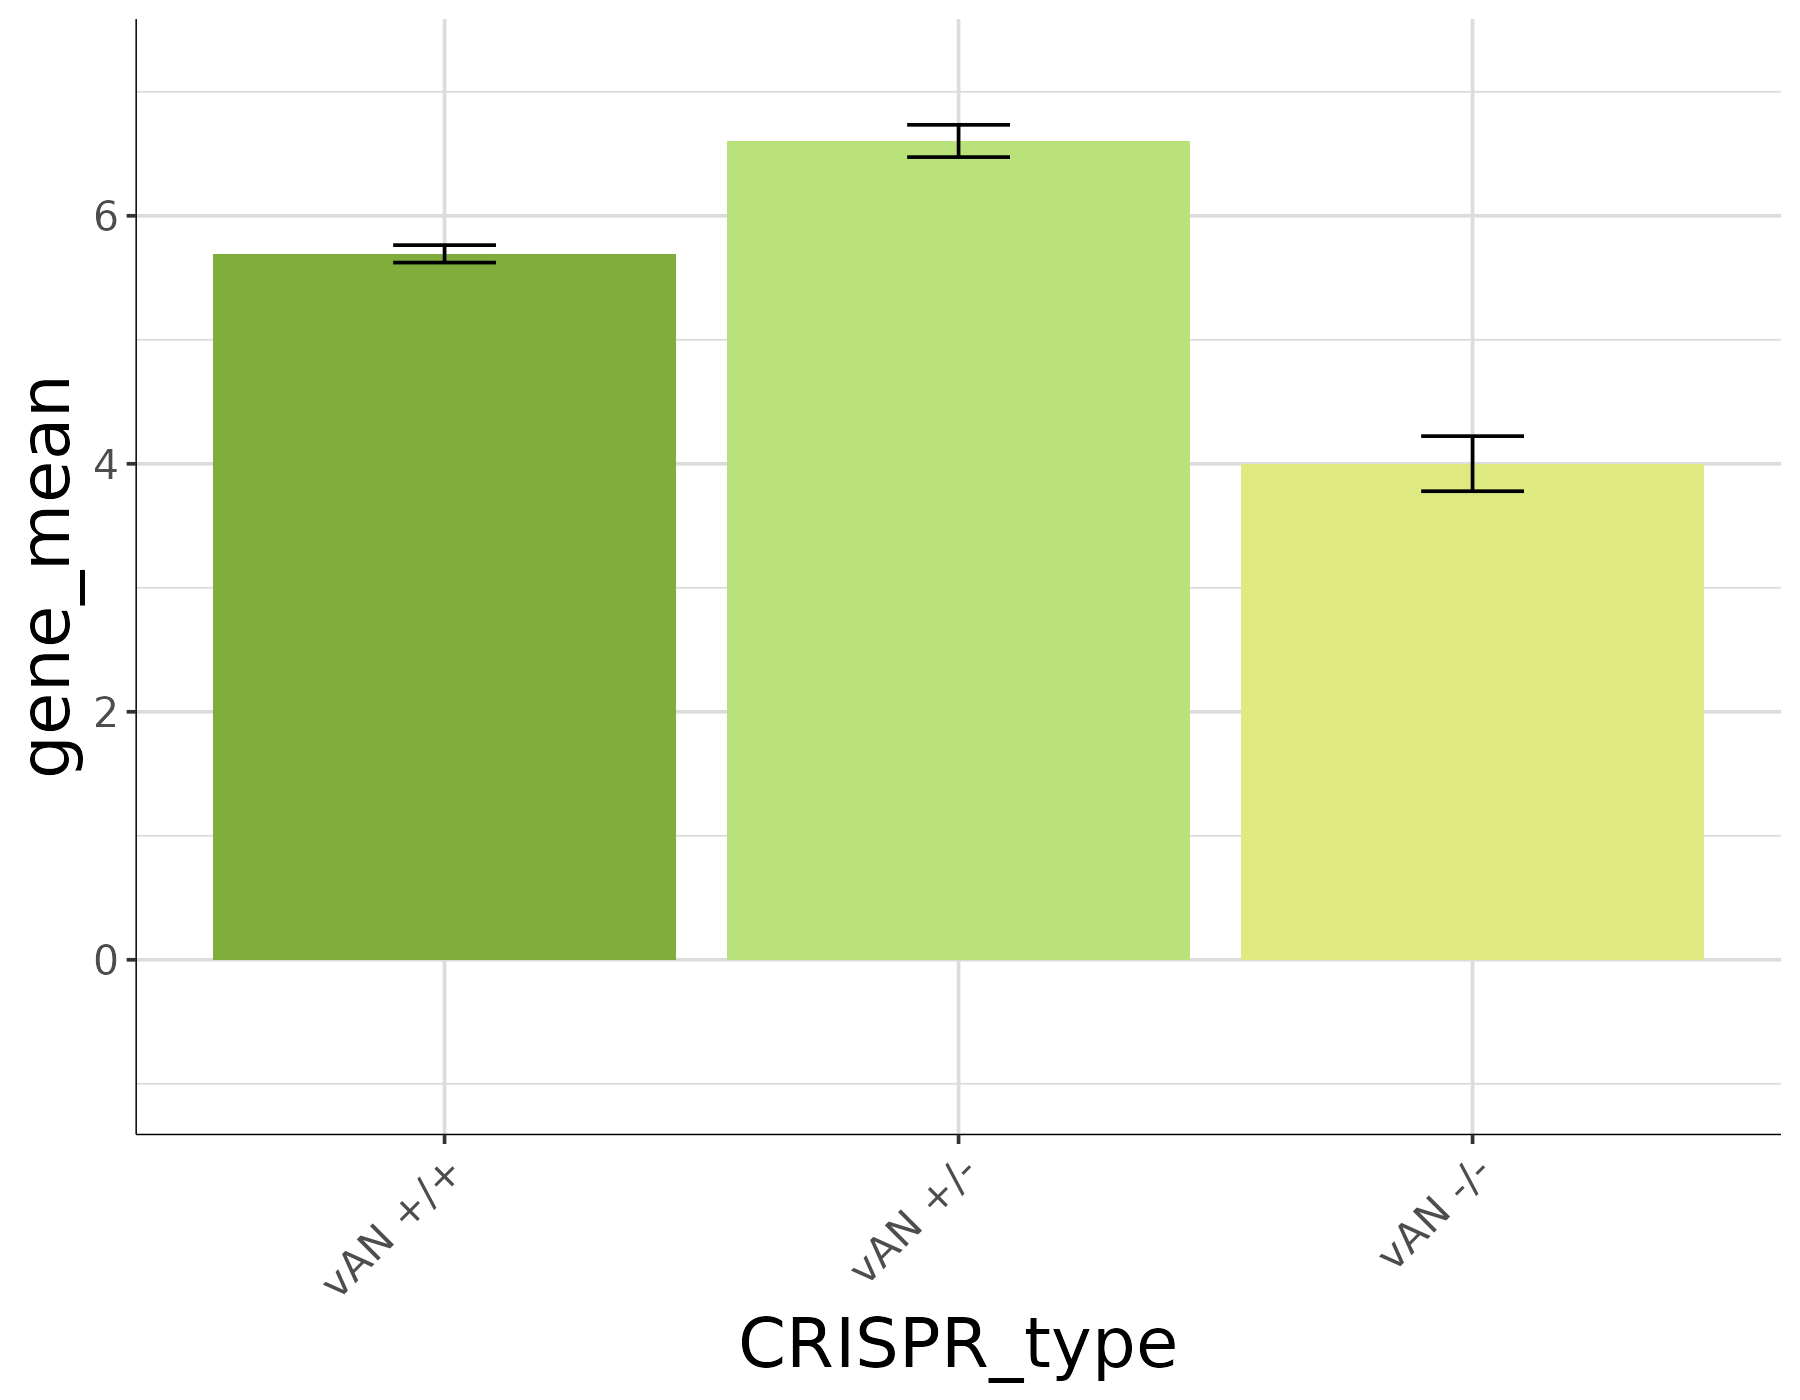 gene_mean
6
4
2
0
vAN +/+
vAN +/-
vAN -/-
CRISPR_type